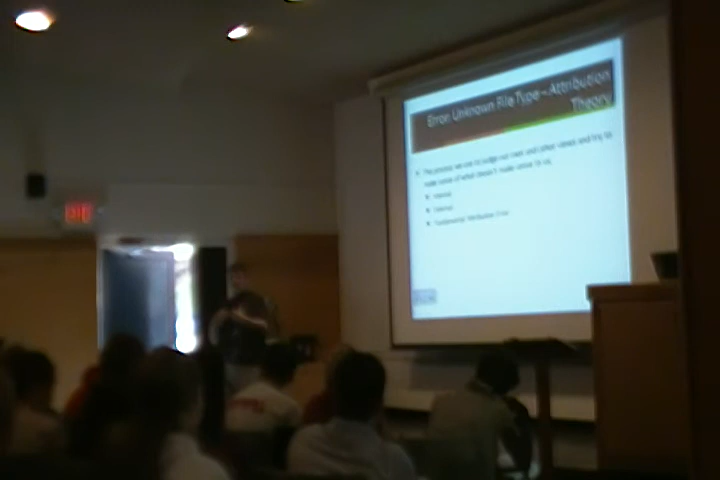 Error: Unknown File Type – Attribution
Theory
The process we use to judge our own and other views and try to
make sense of what doesn't make sense to us.
Internal
External
Fundamental Attribution Error